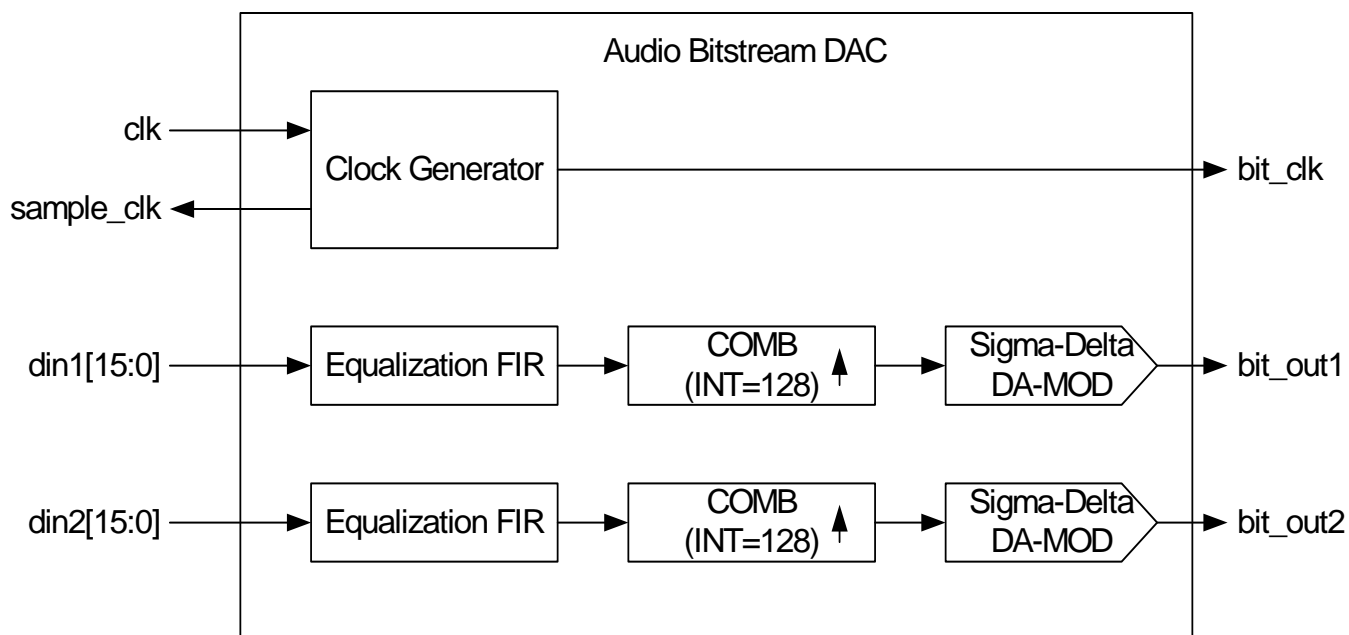 Audio Bitstream DAC
clk
Clock Generator
bit_clk
sample_clk
din1[15:0]
Equalization FIR
COMB
(INT=128)
Sigma-Delta
DA-MOD
bit_out1
din2[15:0]
Equalization FIR
COMB
(INT=128)
Sigma-Delta
DA-MOD
bit_out2